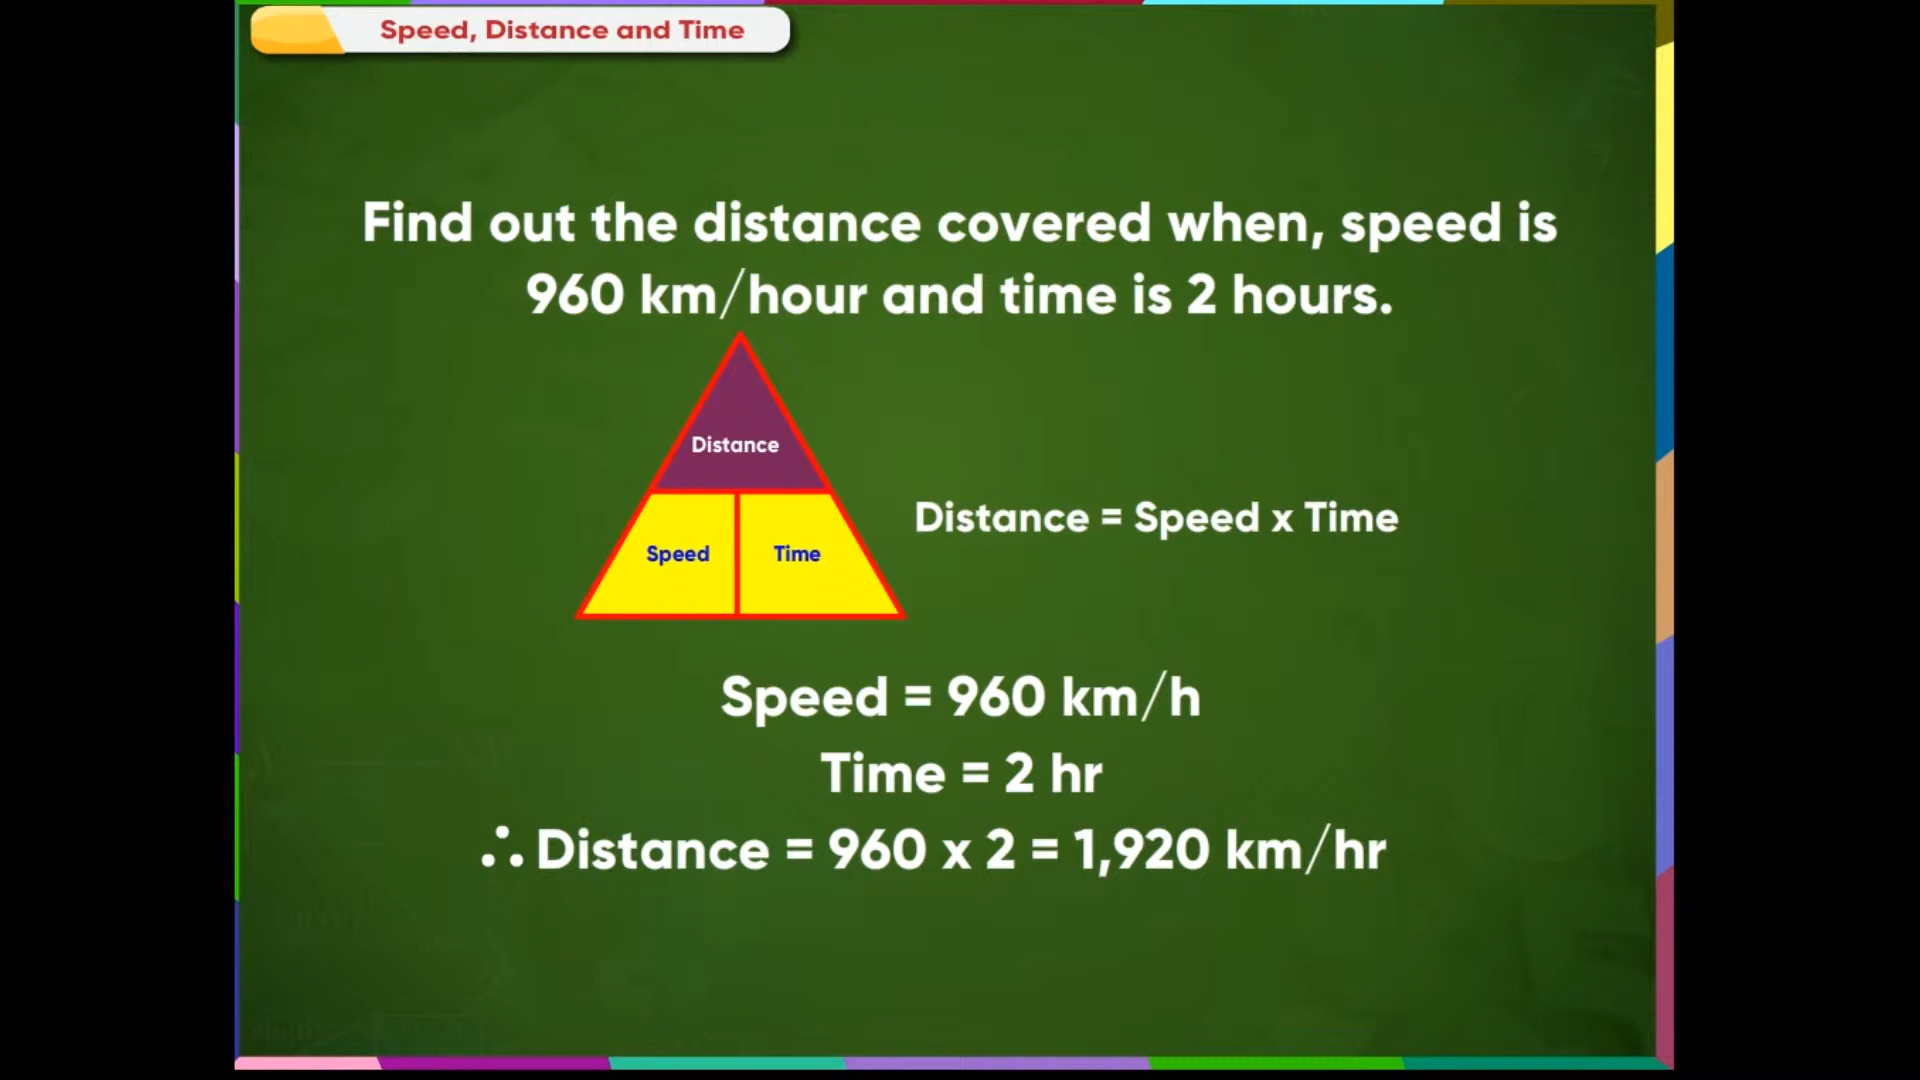 Speed, Distance and Time
Find out the distance covered when, speed is
960 km/hour and time is 2 hours.
Distance
Speed
Time
Distance = Speed x Time
Speed = 960 km/h
Time = 2 hr
∴ Distance = 960 x 2 = 1,920 km/hr